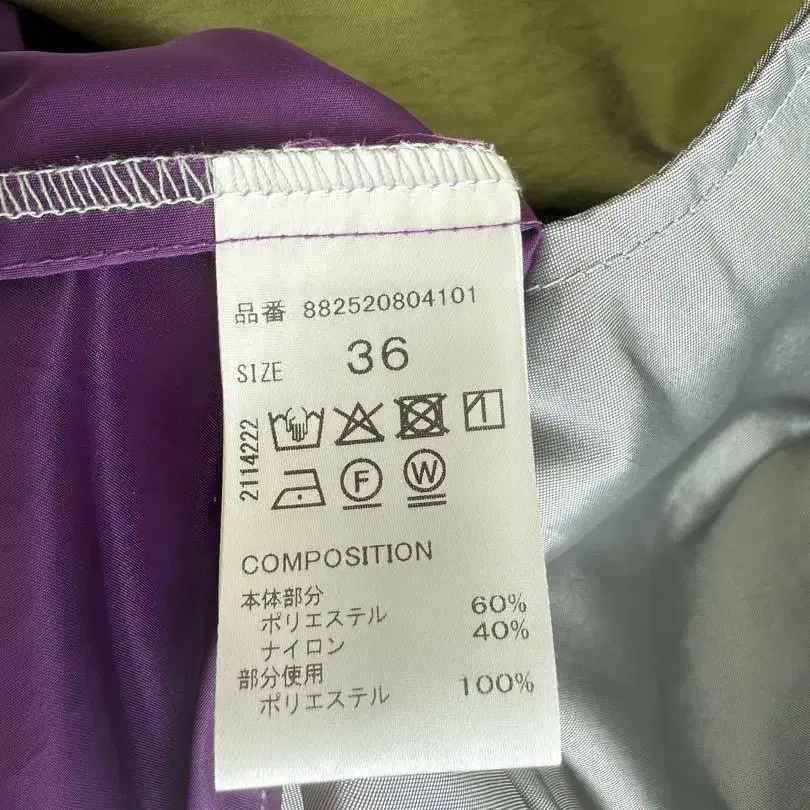 品番 882520804101
SIZE 36
2114222
F W
COMPOSITION
本体部分
ポリエステル 60%
ナイロン 40%
部分使用
ポリエステル 100%